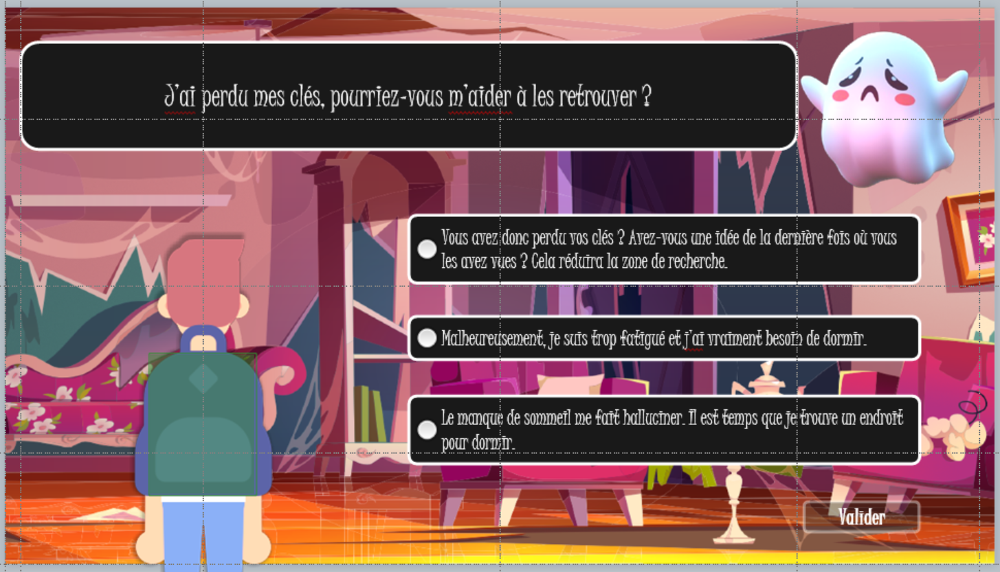 J'ai perdu mes clés, pourriez-vous m'aider à les retrouver ?
Vous avez donc perdu vos clés ? Avez-vous une idée de la dernière fois où vous
les avez vues ? Cela réduira la zone de recherche.
Malheureusement, je suis trop fatigué et j'ai vraiment besoin de dormir.
Le manque de sommeil me fait halluciner. Il est temps que je trouve un endroit
pour dormir.
Valider